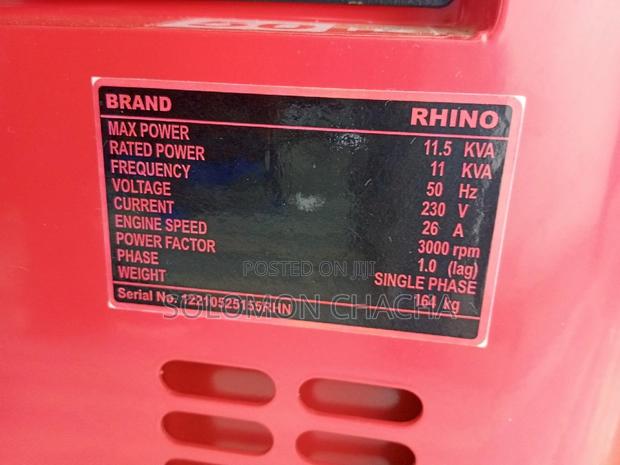 BRAND RHINO
MAX POWER 11.5 KVA
RATED POWER 11 KVA
FREQUENCY 50 Hz
VOLTAGE 230 V
CURRENT 26 A
ENGINE SPEED 3000 rpm
POWER FACTOR 1.0 (lag)
PHASE SINGLE PHASE
WEIGHT 164 kg
Serial No. 12210525155RHN
POSTED ON JIJI
SOLOMON CHACHA